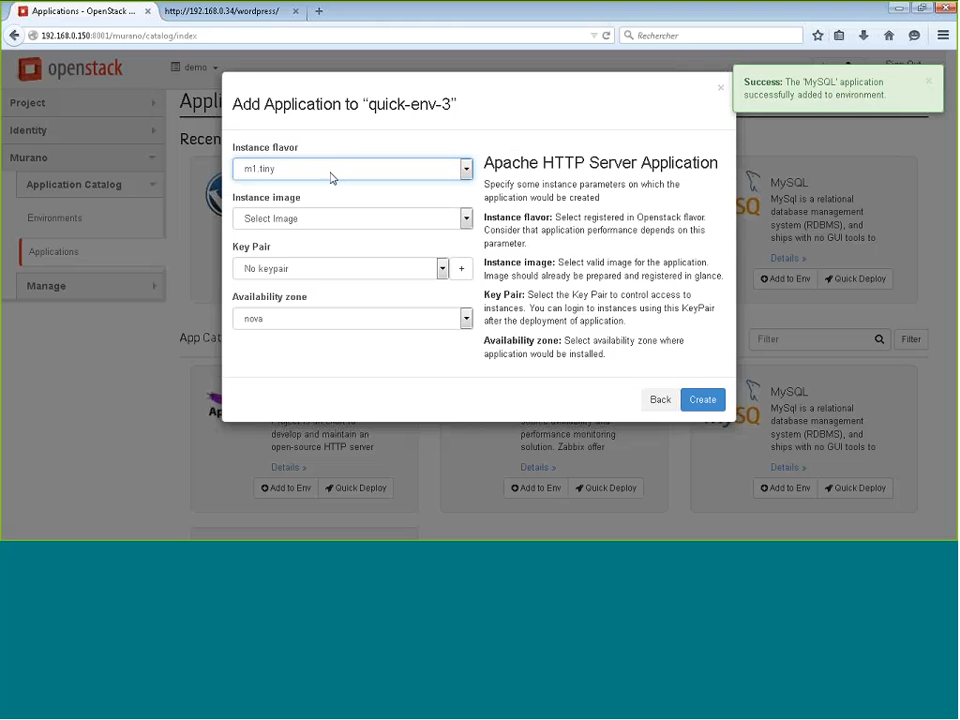 Applications - OpenStack ...
http://192.168.0.34/wordpress/
192.168.0.150:8001/murano/catalog/index
Rechercher
openstack
demo
Sign Out
Success: The 'MySQL' application
successfully added to environment.
Project
Identity
Murano
Application Catalog
Environments
Applications
Manage
Appli
Recen
App Cat
Add Application to “quick-env-3”
Instance flavor
m1.tiny
Instance image
Select Image
Key Pair
No keypair
+
Availability zone
nova
Apache HTTP Server Application
Specify some instance parameters on which the
application would be created
Instance flavor: Select registered in Openstack flavor.
Consider that application performance depends on this
parameter.
Instance image: Select valid image for the application.
Image should already be prepared and registered in glance.
Key Pair: Select the Key Pair to control access to
instances. You can login to instances using this KeyPair
after the deployment of application.
Availability zone: Select availability zone where
application would be installed.
Back
Create
MySQL
MySql is a relational
database management
system (RDBMS), and
ships with no GUI tools to
Details »
Add to Env
Quick Deploy
Filter
Filter
develop and maintain an
open-source HTTP server
Details »
Add to Env
Quick Deploy
performance monitoring
solution. Zabbix offer
Details »
Add to Env
Quick Deploy
MySQL
MySql is a relational
database management
system (RDBMS), and
ships with no GUI tools to
Details »
Add to Env
Quick Deploy